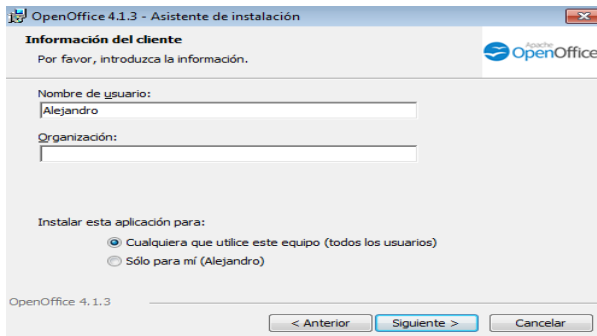 OpenOffice 4.1.3 - Asistente de instalación
Información del cliente
Por favor, introduzca la información.
Apache
OpenOffice
Nombre de usuario:
Alejandro
Organización:
Instalar esta aplicación para:
Cualquiera que utilice este equipo (todos los usuarios)
Sólo para mí (Alejandro)
OpenOffice 4.1.3
< Anterior
Siguiente >
Cancelar